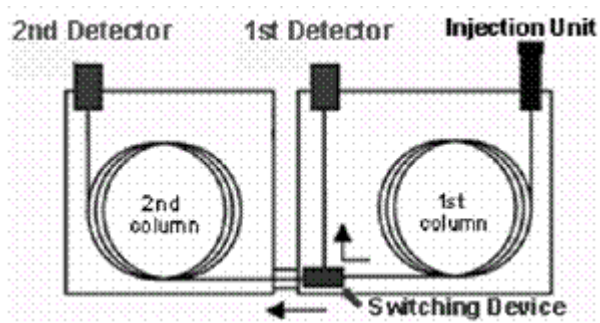 2nd Detector
1st Detector
Injection Unit
2nd
column
1st
column
Switching Device